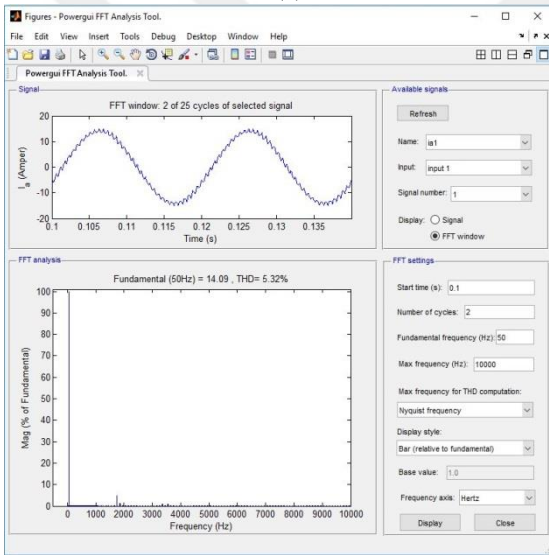 Figures - Powergui FFT Analysis Tool.
File Edit View Insert Tools Debug Desktop Window Help
Powergui FFT Analysis Tool.
Signal
FFT window: 2 of 25 cycles of selected signal
20
10
0
-10
-20
Ia (Amper)
0.1 0.105 0.11 0.115 0.12 0.125 0.13 0.135
Time (s)
FFT analysis
Fundamental (50Hz) = 14.09 , THD= 5.32%
100
90
80
70
60
50
40
30
20
10
0
Mag (% of Fundamental)
0 1000 2000 3000 4000 5000 6000 7000 8000 9000 10000
Frequency (Hz)
Available signals
Refresh
Name: ia1
Input: input 1
Signal number: 1
Display: Signal
FFT window
FFT settings
Start time (s): 0.1
Number of cycles: 2
Fundamental frequency (Hz): 50
Max frequency (Hz): 10000
Max frequency for THD computation:
Nyquist frequency
Display style:
Bar (relative to fundamental)
Base value: 1.0
Frequency axis: Hertz
Display Close